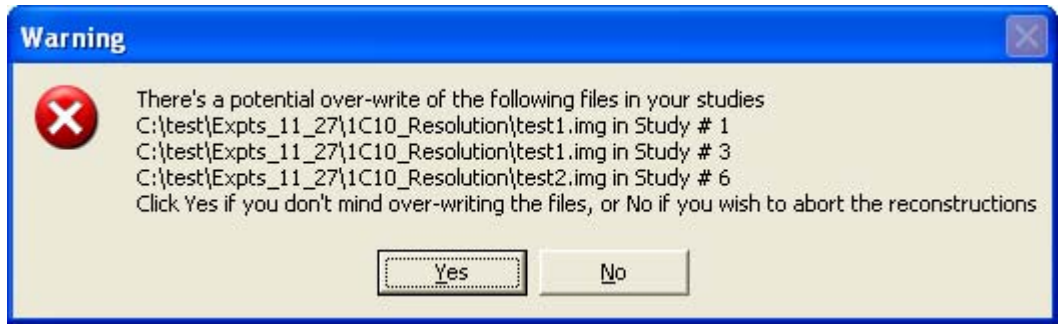 Warning
There's a potential over-write of the following files in your studies
C:\test\Expts_11_27\1C10_Resolution\test1.img in Study # 1
C:\test\Expts_11_27\1C10_Resolution\test1.img in Study # 3
C:\test\Expts_11_27\1C10_Resolution\test2.img in Study # 6
Click Yes if you don't mind over-writing the files, or No if you wish to abort the reconstructions
Yes
No